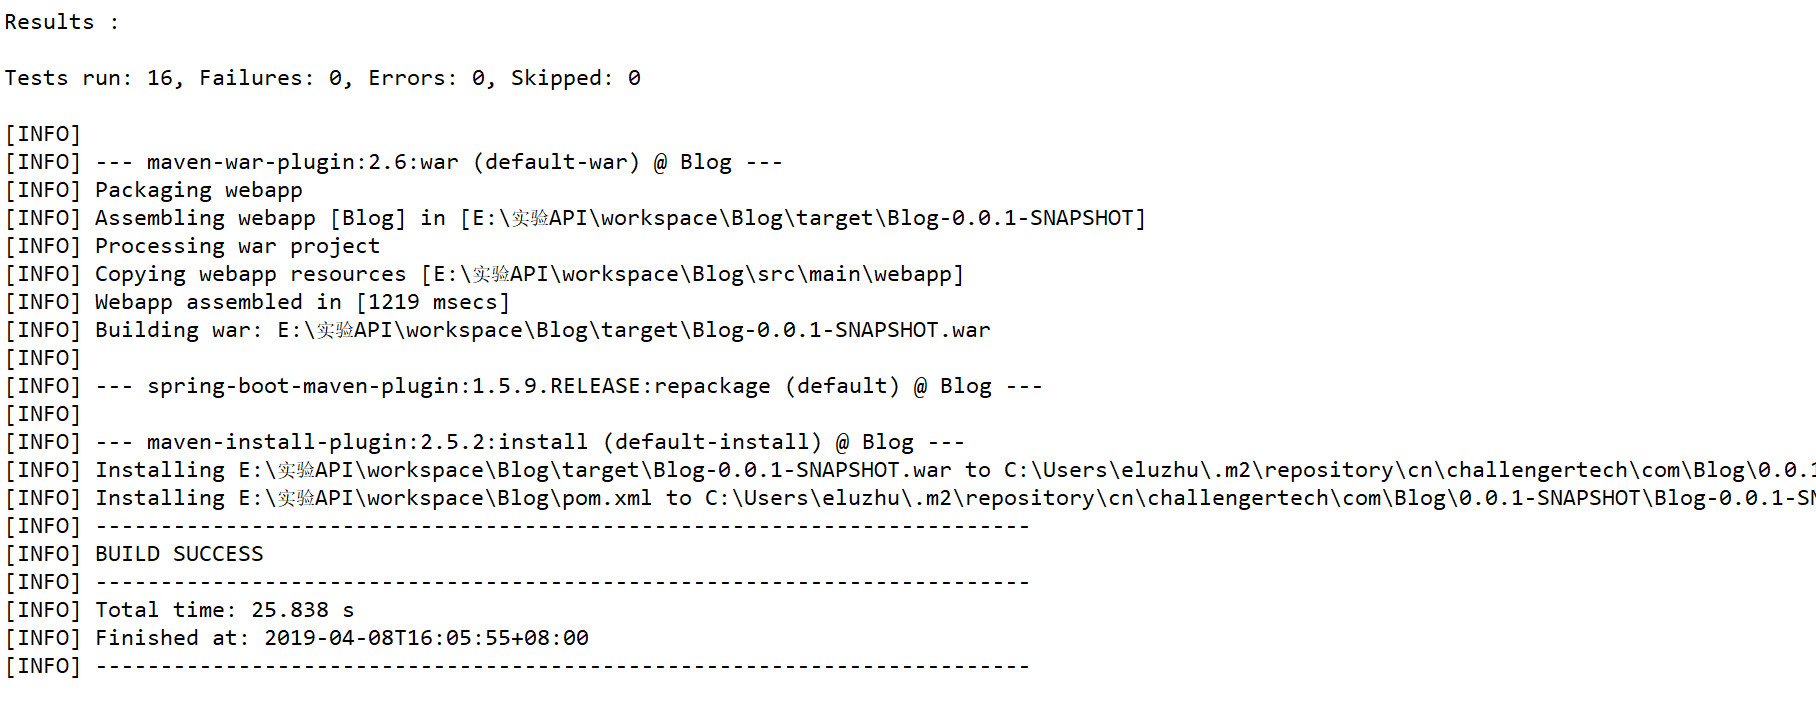 Results :
Tests run: 16, Failures: 0, Errors: 0, Skipped: 0
[INFO]
[INFO] --- maven-war-plugin:2.6:war (default-war) @ Blog ---
[INFO] Packaging webapp
[INFO] Assembling webapp [Blog] in [E:\实验API\workspace\Blog\target\Blog-0.0.1-SNAPSHOT]
[INFO] Processing war project
[INFO] Copying webapp resources [E:\实验API\workspace\Blog\src\main\webapp]
[INFO] Webapp assembled in [1219 msecs]
[INFO] Building war: E:\实验API\workspace\Blog\target\Blog-0.0.1-SNAPSHOT.war
[INFO]
[INFO] --- spring-boot-maven-plugin:1.5.9.RELEASE:repackage (default) @ Blog ---
[INFO]
[INFO] --- maven-install-plugin:2.5.2:install (default-install) @ Blog ---
[INFO] Installing E:\实验API\workspace\Blog\target\Blog-0.0.1-SNAPSHOT.war to C:\Users\eluzhu\.m2\repository\cn\challengertech\com\Blog\0.0.1
[INFO] Installing E:\实验API\workspace\Blog\pom.xml to C:\Users\eluzhu\.m2\repository\cn\challengertech\com\Blog\0.0.1-SNAPSHOT\Blog-0.0.1-SN
[INFO] ------------------------------------------------------------------------
[INFO] BUILD SUCCESS
[INFO] ------------------------------------------------------------------------
[INFO] Total time: 25.838 s
[INFO] Finished at: 2019-04-08T16:05:55+08:00
[INFO] ------------------------------------------------------------------------